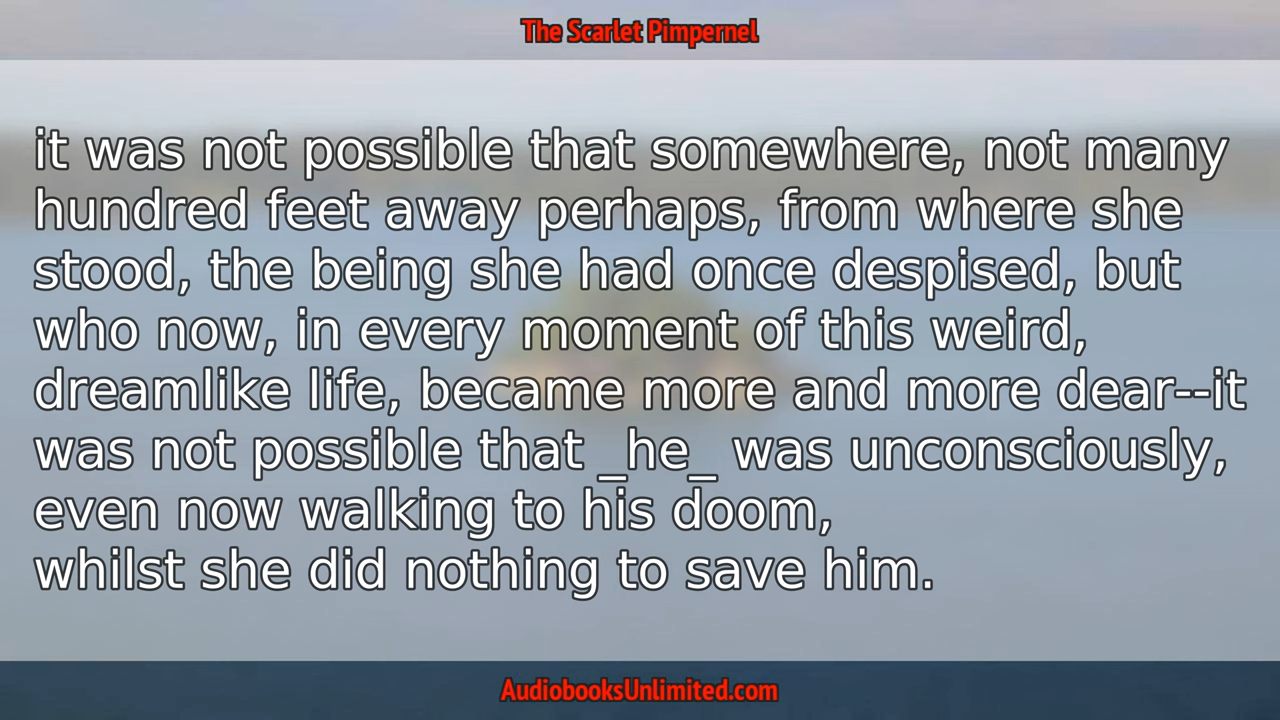 The Scarlet Pimpernel
it was not possible that somewhere, not many
hundred feet away perhaps, from where she
stood, the being she had once despised, but
who now, in every moment of this weird,
dreamlike life, became more and more dear--it
was not possible that _he_ was unconsciously,
even now walking to his doom,
whilst she did nothing to save him.
AudiobooksUnlimited.com